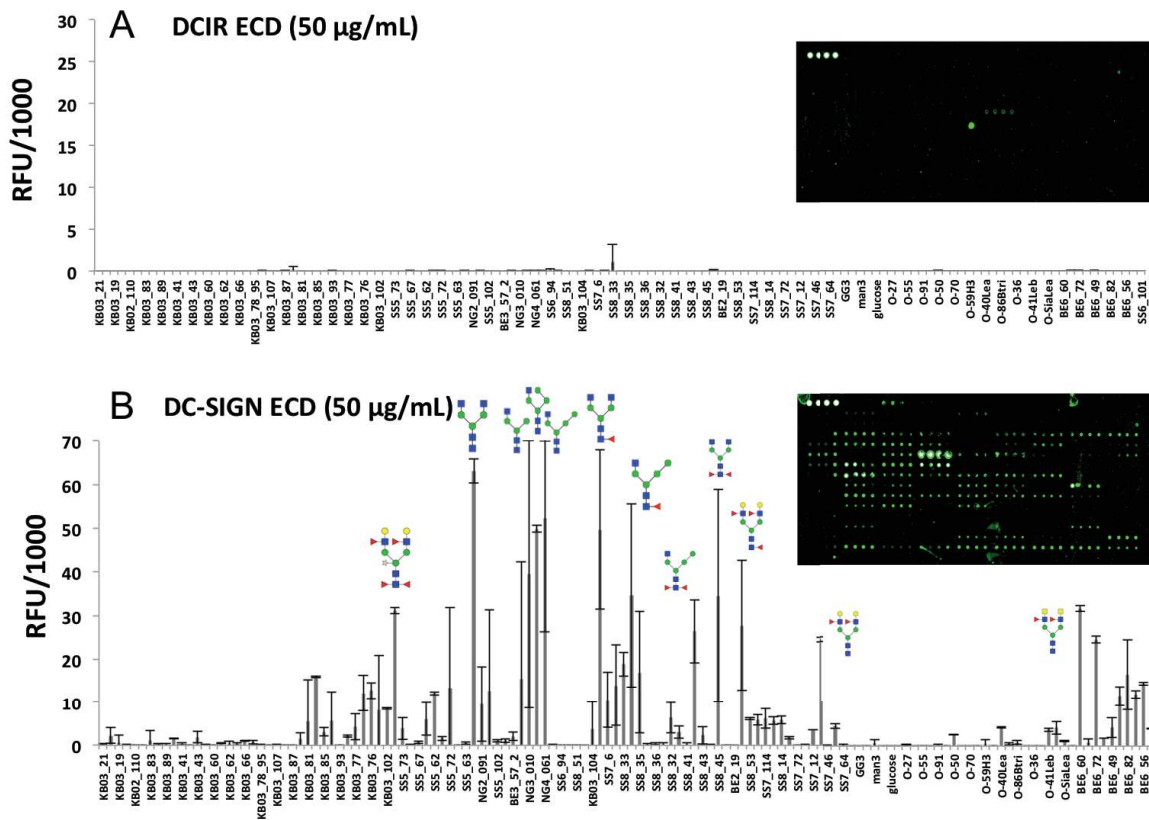 A DCIR ECD (50 µg/mL)
RFU/1000
30
25
20
15
10
5
0
KB03_21
KB03_19
KB02_110
KB03_83
KB03_89
KB03_41
KB03_43
KB03_60
KB03_62
KB03_66
KB03_78_95
KB03_107
KB03_87
KB03_81
KB03_85
KB03_93
KB03_77
KB03_76
KB03_102
SS5_73
SS5_67
SS5_62
SS5_72
SS5_63
NG2_091
SS5_102
BE3_57_2
NG3_010
NG4_061
SS6_94
SS8_51
KB03_104
SS7_6
SS8_33
SS8_35
SS8_36
SS8_32
SS8_41
SS8_43
SS8_45
BE2_19
SS8_53
SS7_114
SS8_14
SS7_72
SS7_12
SS7_46
SS7_64
GG3
man3
glucose
O-27
O-55
O-91
O-50
O-70
O-59H3
O-40Lea
O-86Btri
O-36
O-41Leb
O-5iaLea
BE6_60
BE6_72
BE6_49
BE6_82
BE6_56
SS6_101
B DC-SIGN ECD (50 µg/mL)
RFU/1000
70
60
50
40
30
20
10
0
KB03_21
KB03_19
KB02_110
KB03_83
KB03_89
KB03_41
KB03_43
KB03_60
KB03_62
KB03_66
KB03_78_95
KB03_107
KB03_87
KB03_81
KB03_85
KB03_93
KB03_77
KB03_76
KB03_102
SS5_73
SS5_67
SS5_62
SS5_72
SS5_63
NG2_091
SS5_102
BE3_57_2
NG3_010
NG4_061
SS6_94
SS8_51
KB03_104
SS7_6
SS8_33
SS8_35
SS8_36
SS8_32
SS8_41
SS8_43
SS8_45
BE2_19
SS8_53
SS7_114
SS8_14
SS7_72
SS7_12
SS7_46
SS7_64
GG3
man3
glucose
O-27
O-55
O-91
O-50
O-70
O-59H3
O-40Lea
O-86Btri
O-36
O-41Leb
O-5iaLea
BE6_60
BE6_72
BE6_49
BE6_82
BE6_56